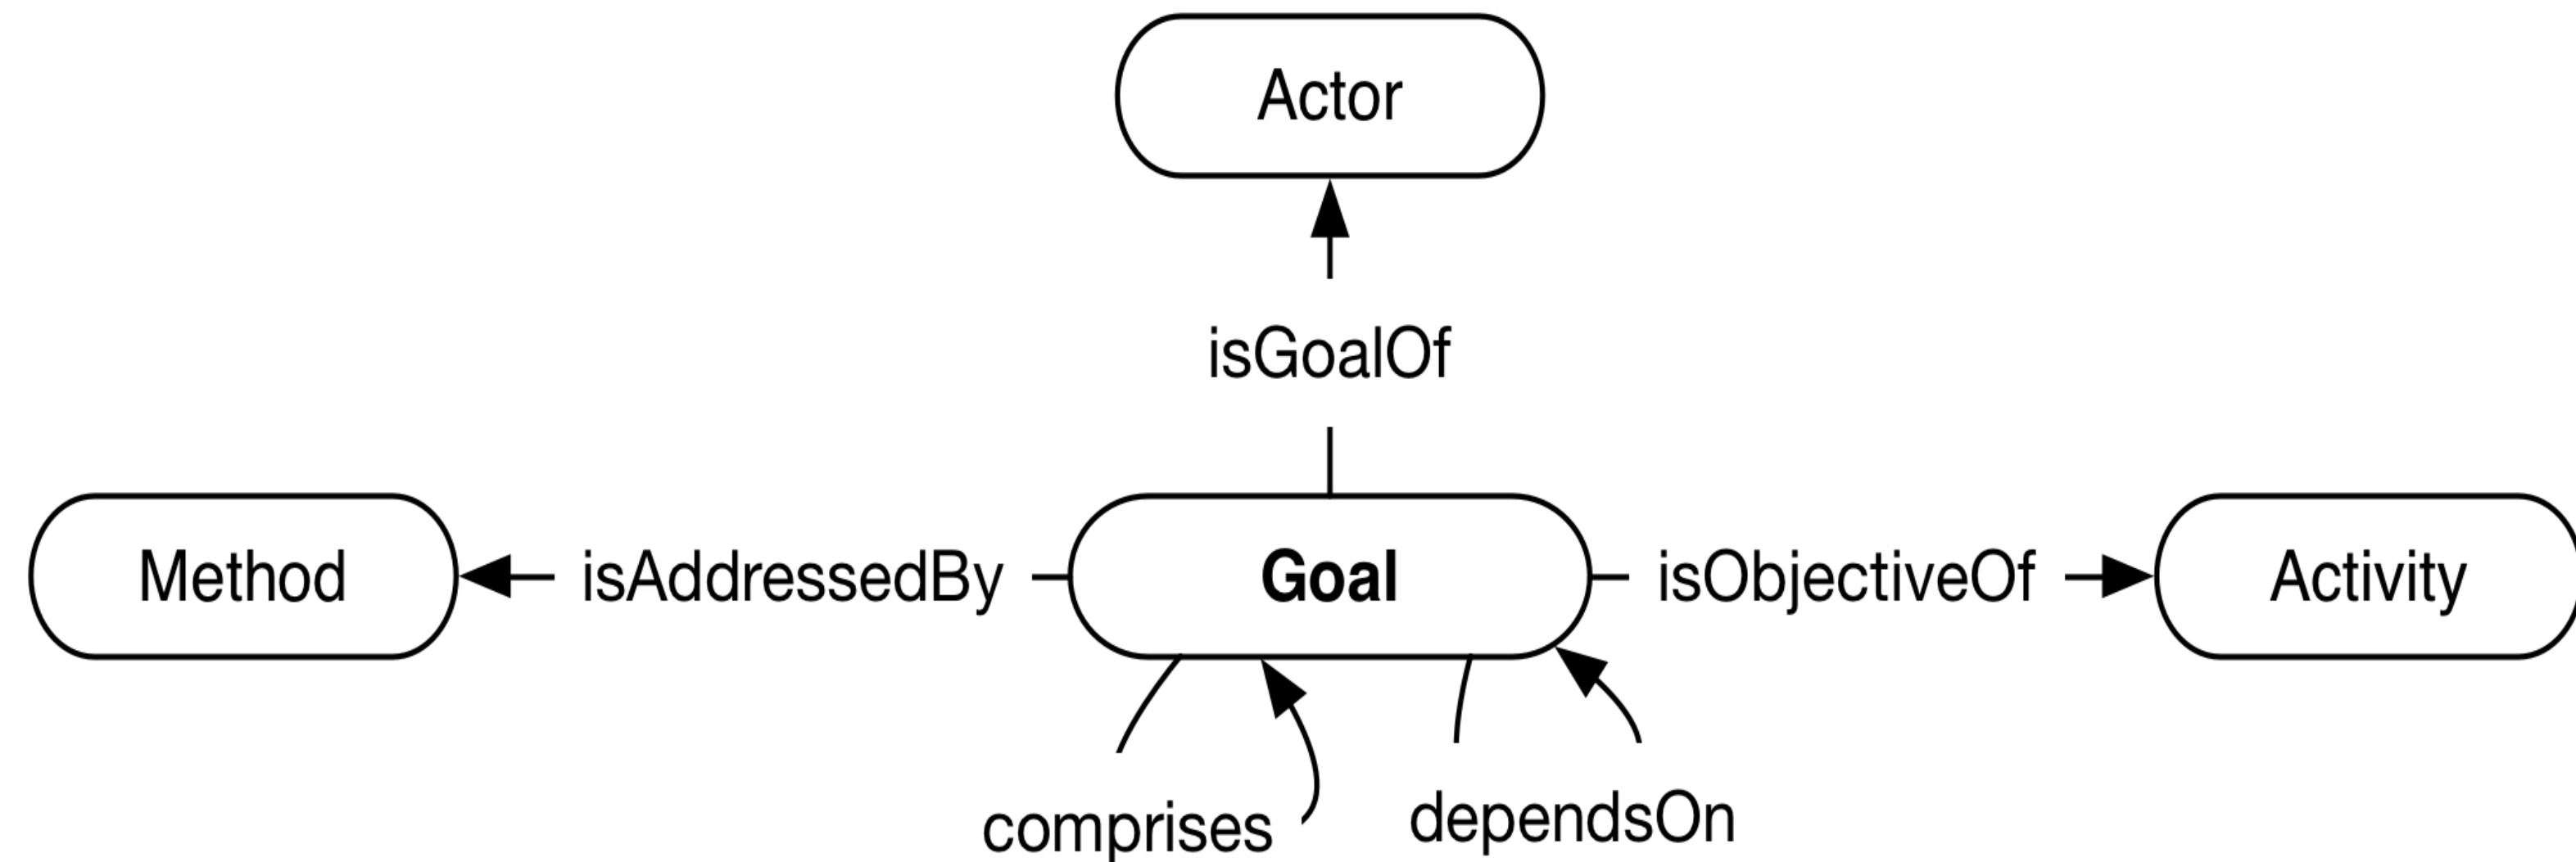 Actor
isGoalOf
Method
isAddressedBy
Goal
isObjectiveOf
Activity
comprises
dependsOn